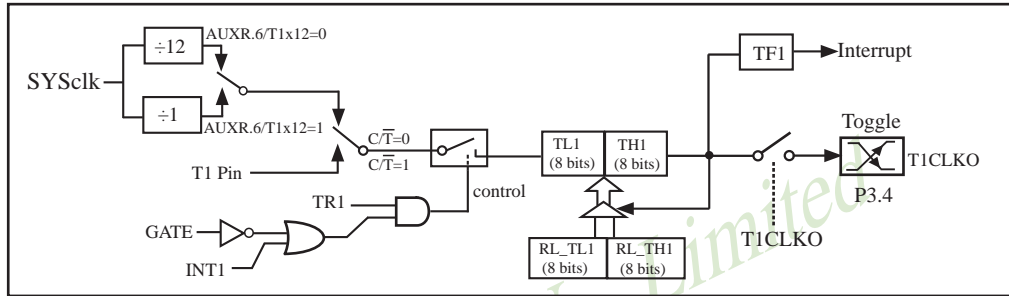 AUXR.6/T1x12=0
÷12
SYSclk
÷1
AUXR.6/T1x12=1
T1 Pin
C/T̅=0
C/T̅=1
control
TR1
GATE
INT1
TL1
(8 bits)
TH1
(8 bits)
RL_TL1
(8 bits)
RL_TH1
(8 bits)
TF1
Interrupt
Toggle
T1CLKO
P3.4
T1CLKO
Limited